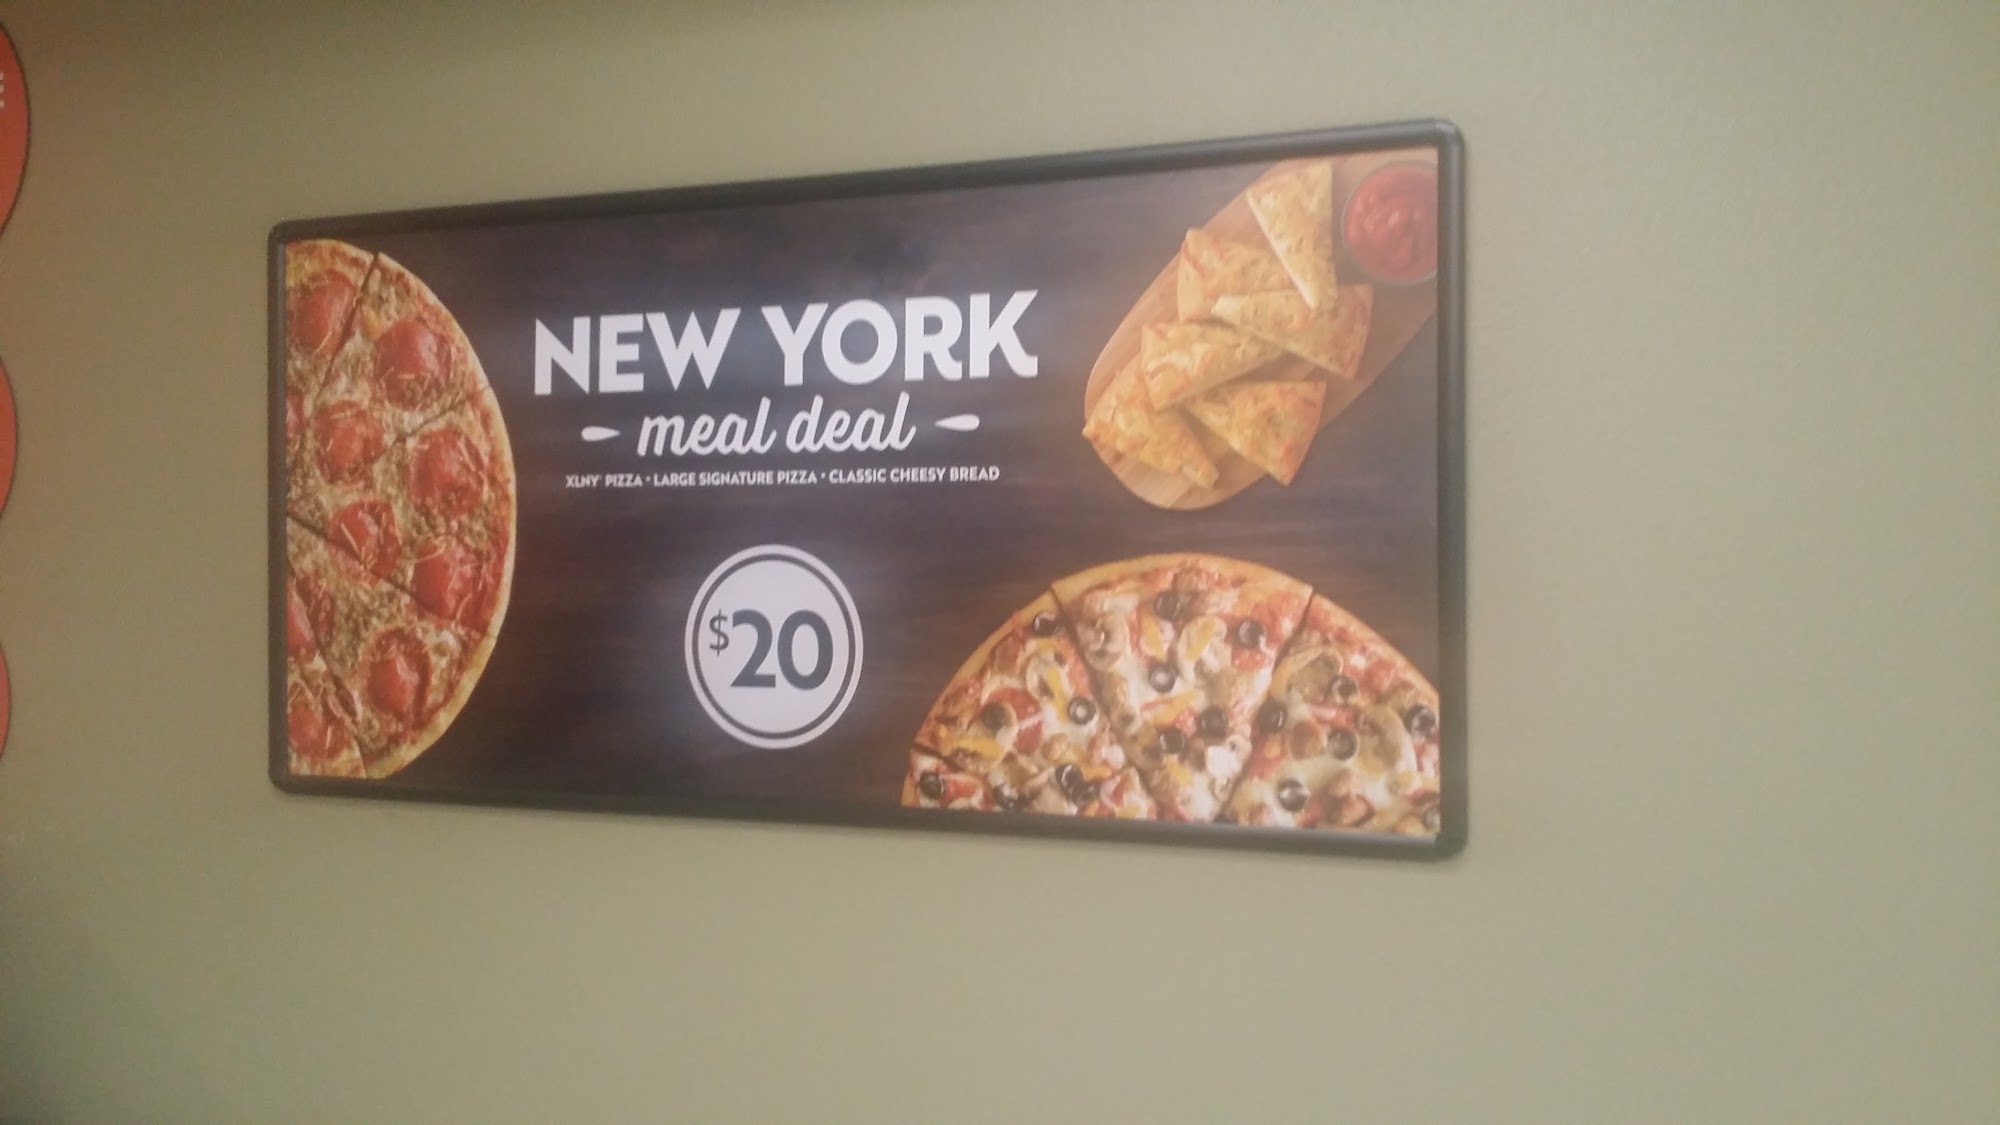 NEW YORK
meal deal
XLNY PIZZA • LARGE SIGNATURE PIZZA • CLASSIC CHEESY BREAD
$20